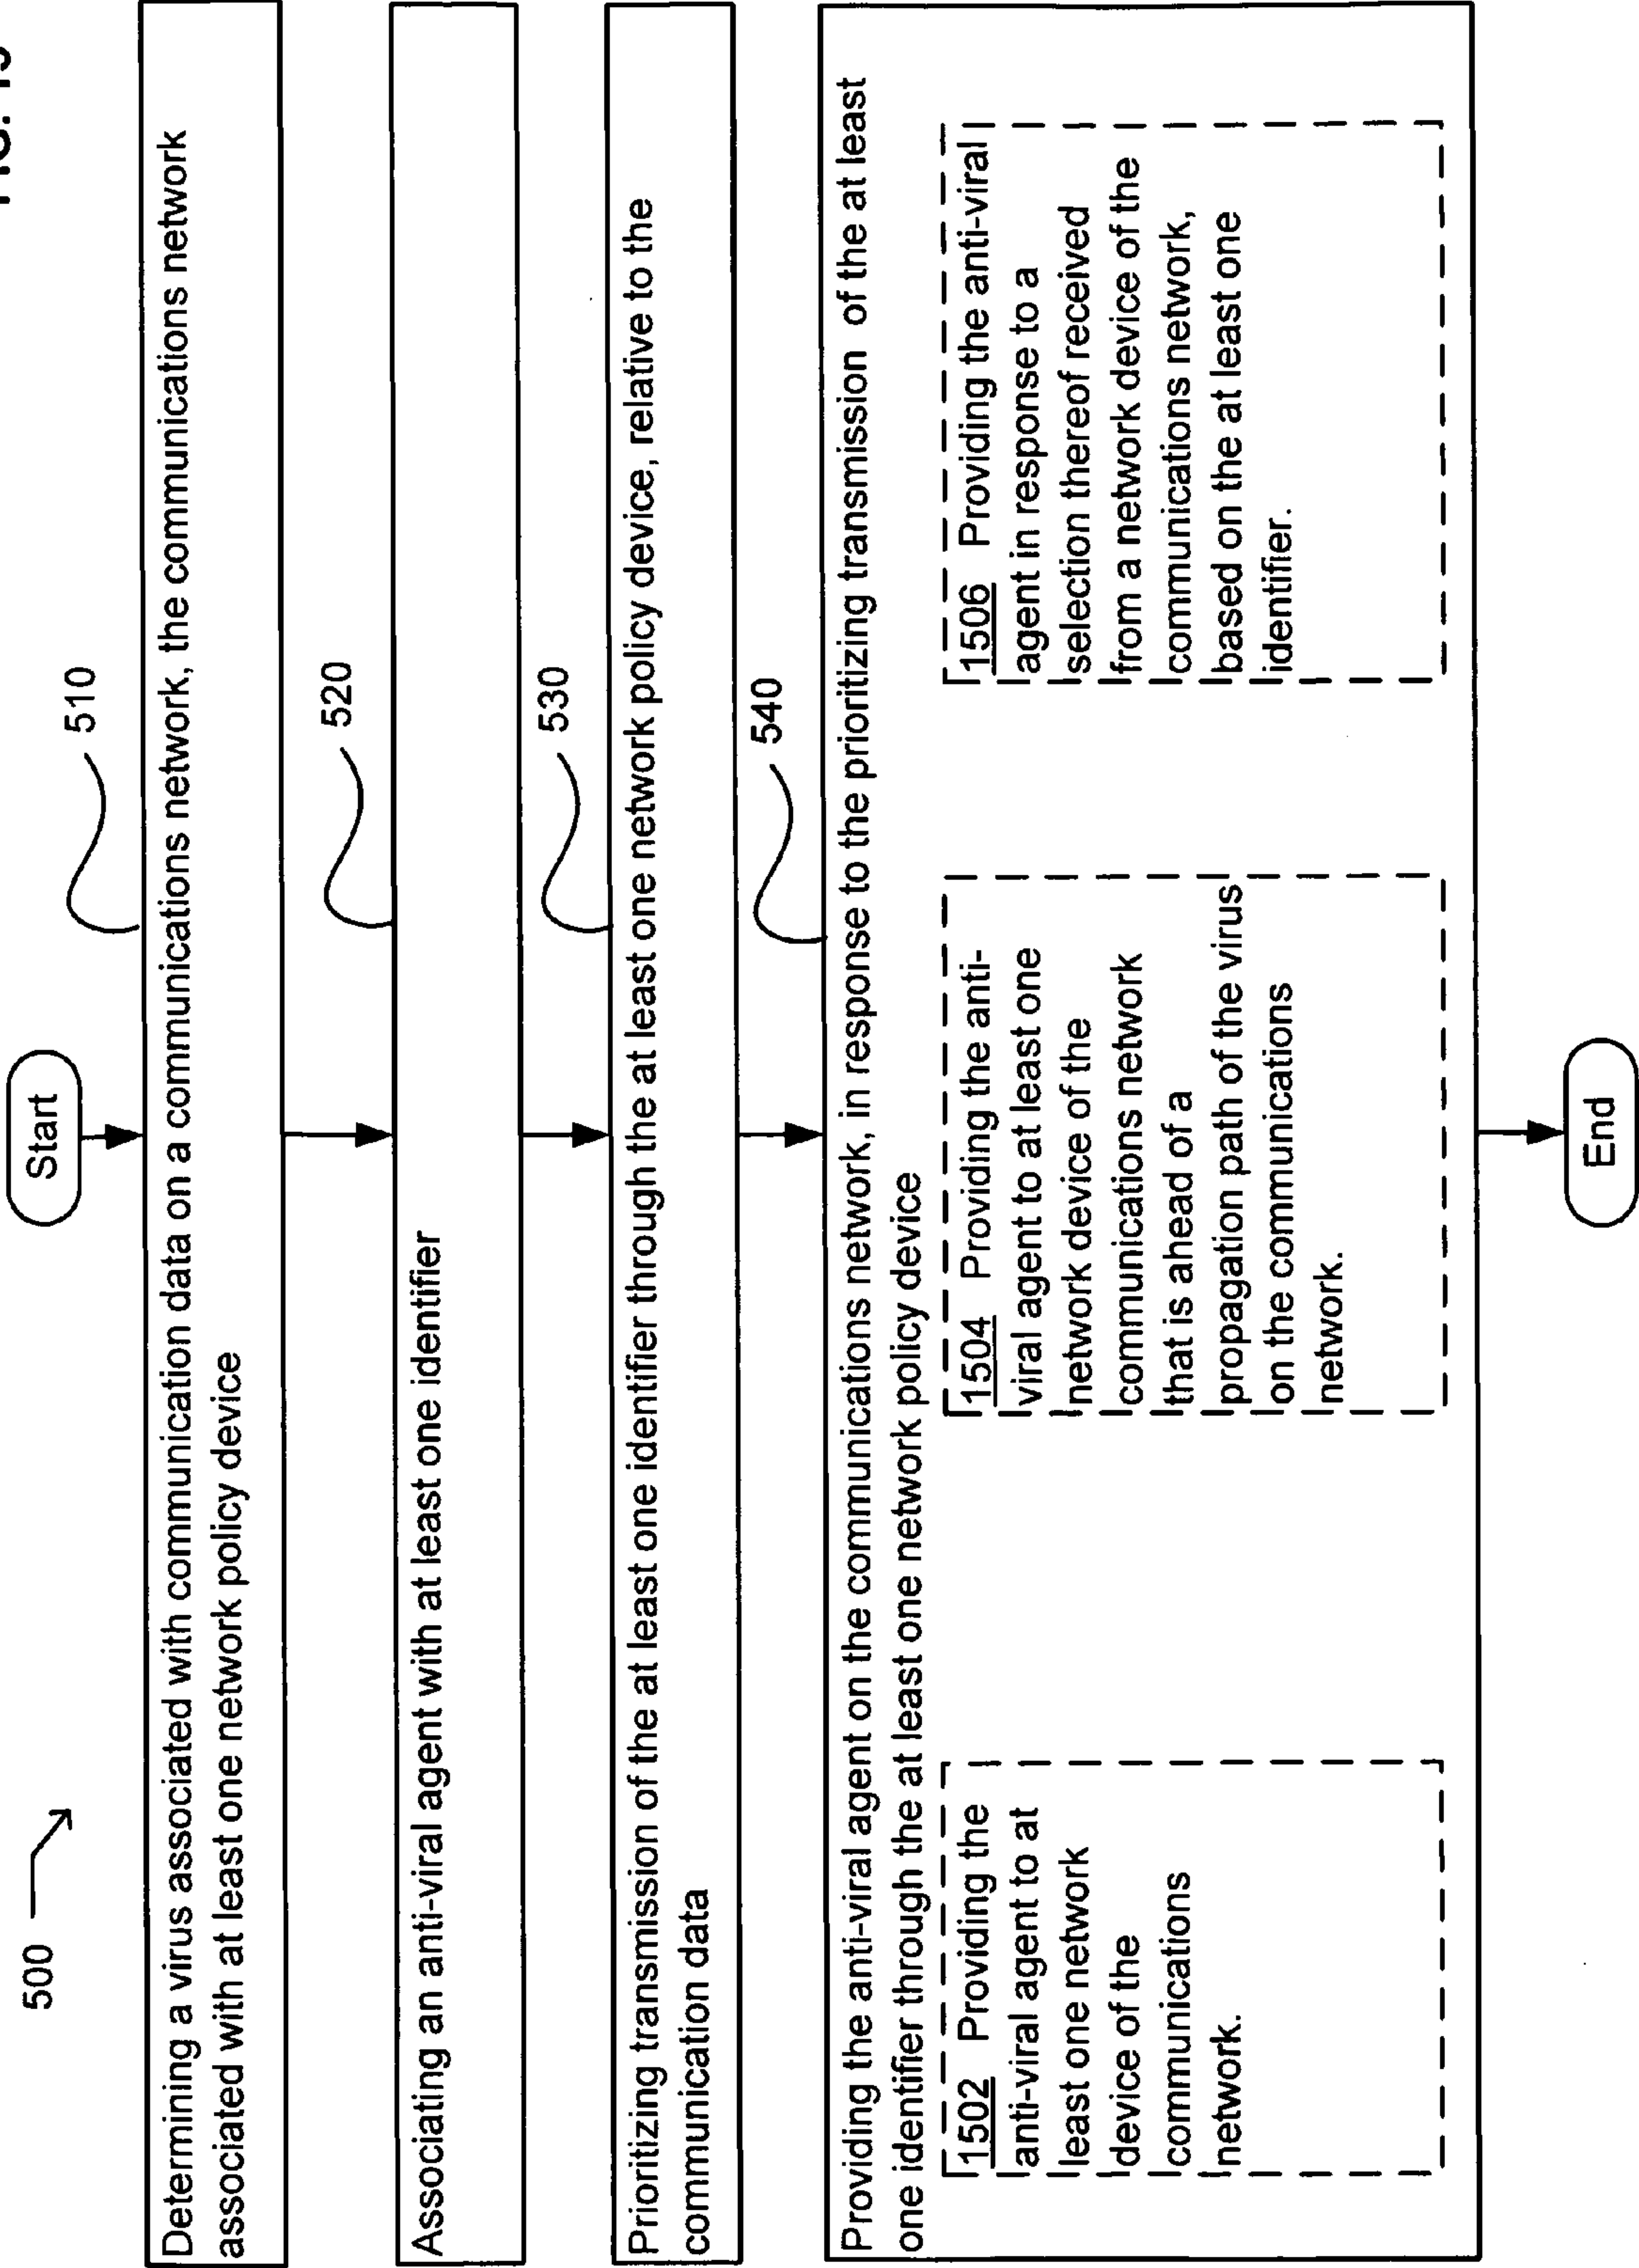 500
Start
510
Determining a virus associated with communication data on a communications network, the communications network
associated with at least one network policy device
520
Associating an anti-viral agent with at least one identifier
530
Prioritizing transmission of the at least one identifier through the at least one network policy device, relative to the
communication data
540
Providing the anti-viral agent on the communications network, in response to the prioritizing transmission of the at least
one identifier through the at least one network policy device
1502 Providing the
anti-viral agent to at
least one network
device of the
communications
network.
1504 Providing the anti-
viral agent to at least one
network device of the
communications network
that is ahead of a
propagation path of the virus
on the communications
network.
1506 Providing the anti-viral
agent in response to a
selection thereof received
from a network device of the
communications network,
based on the at least one
identifier.
End